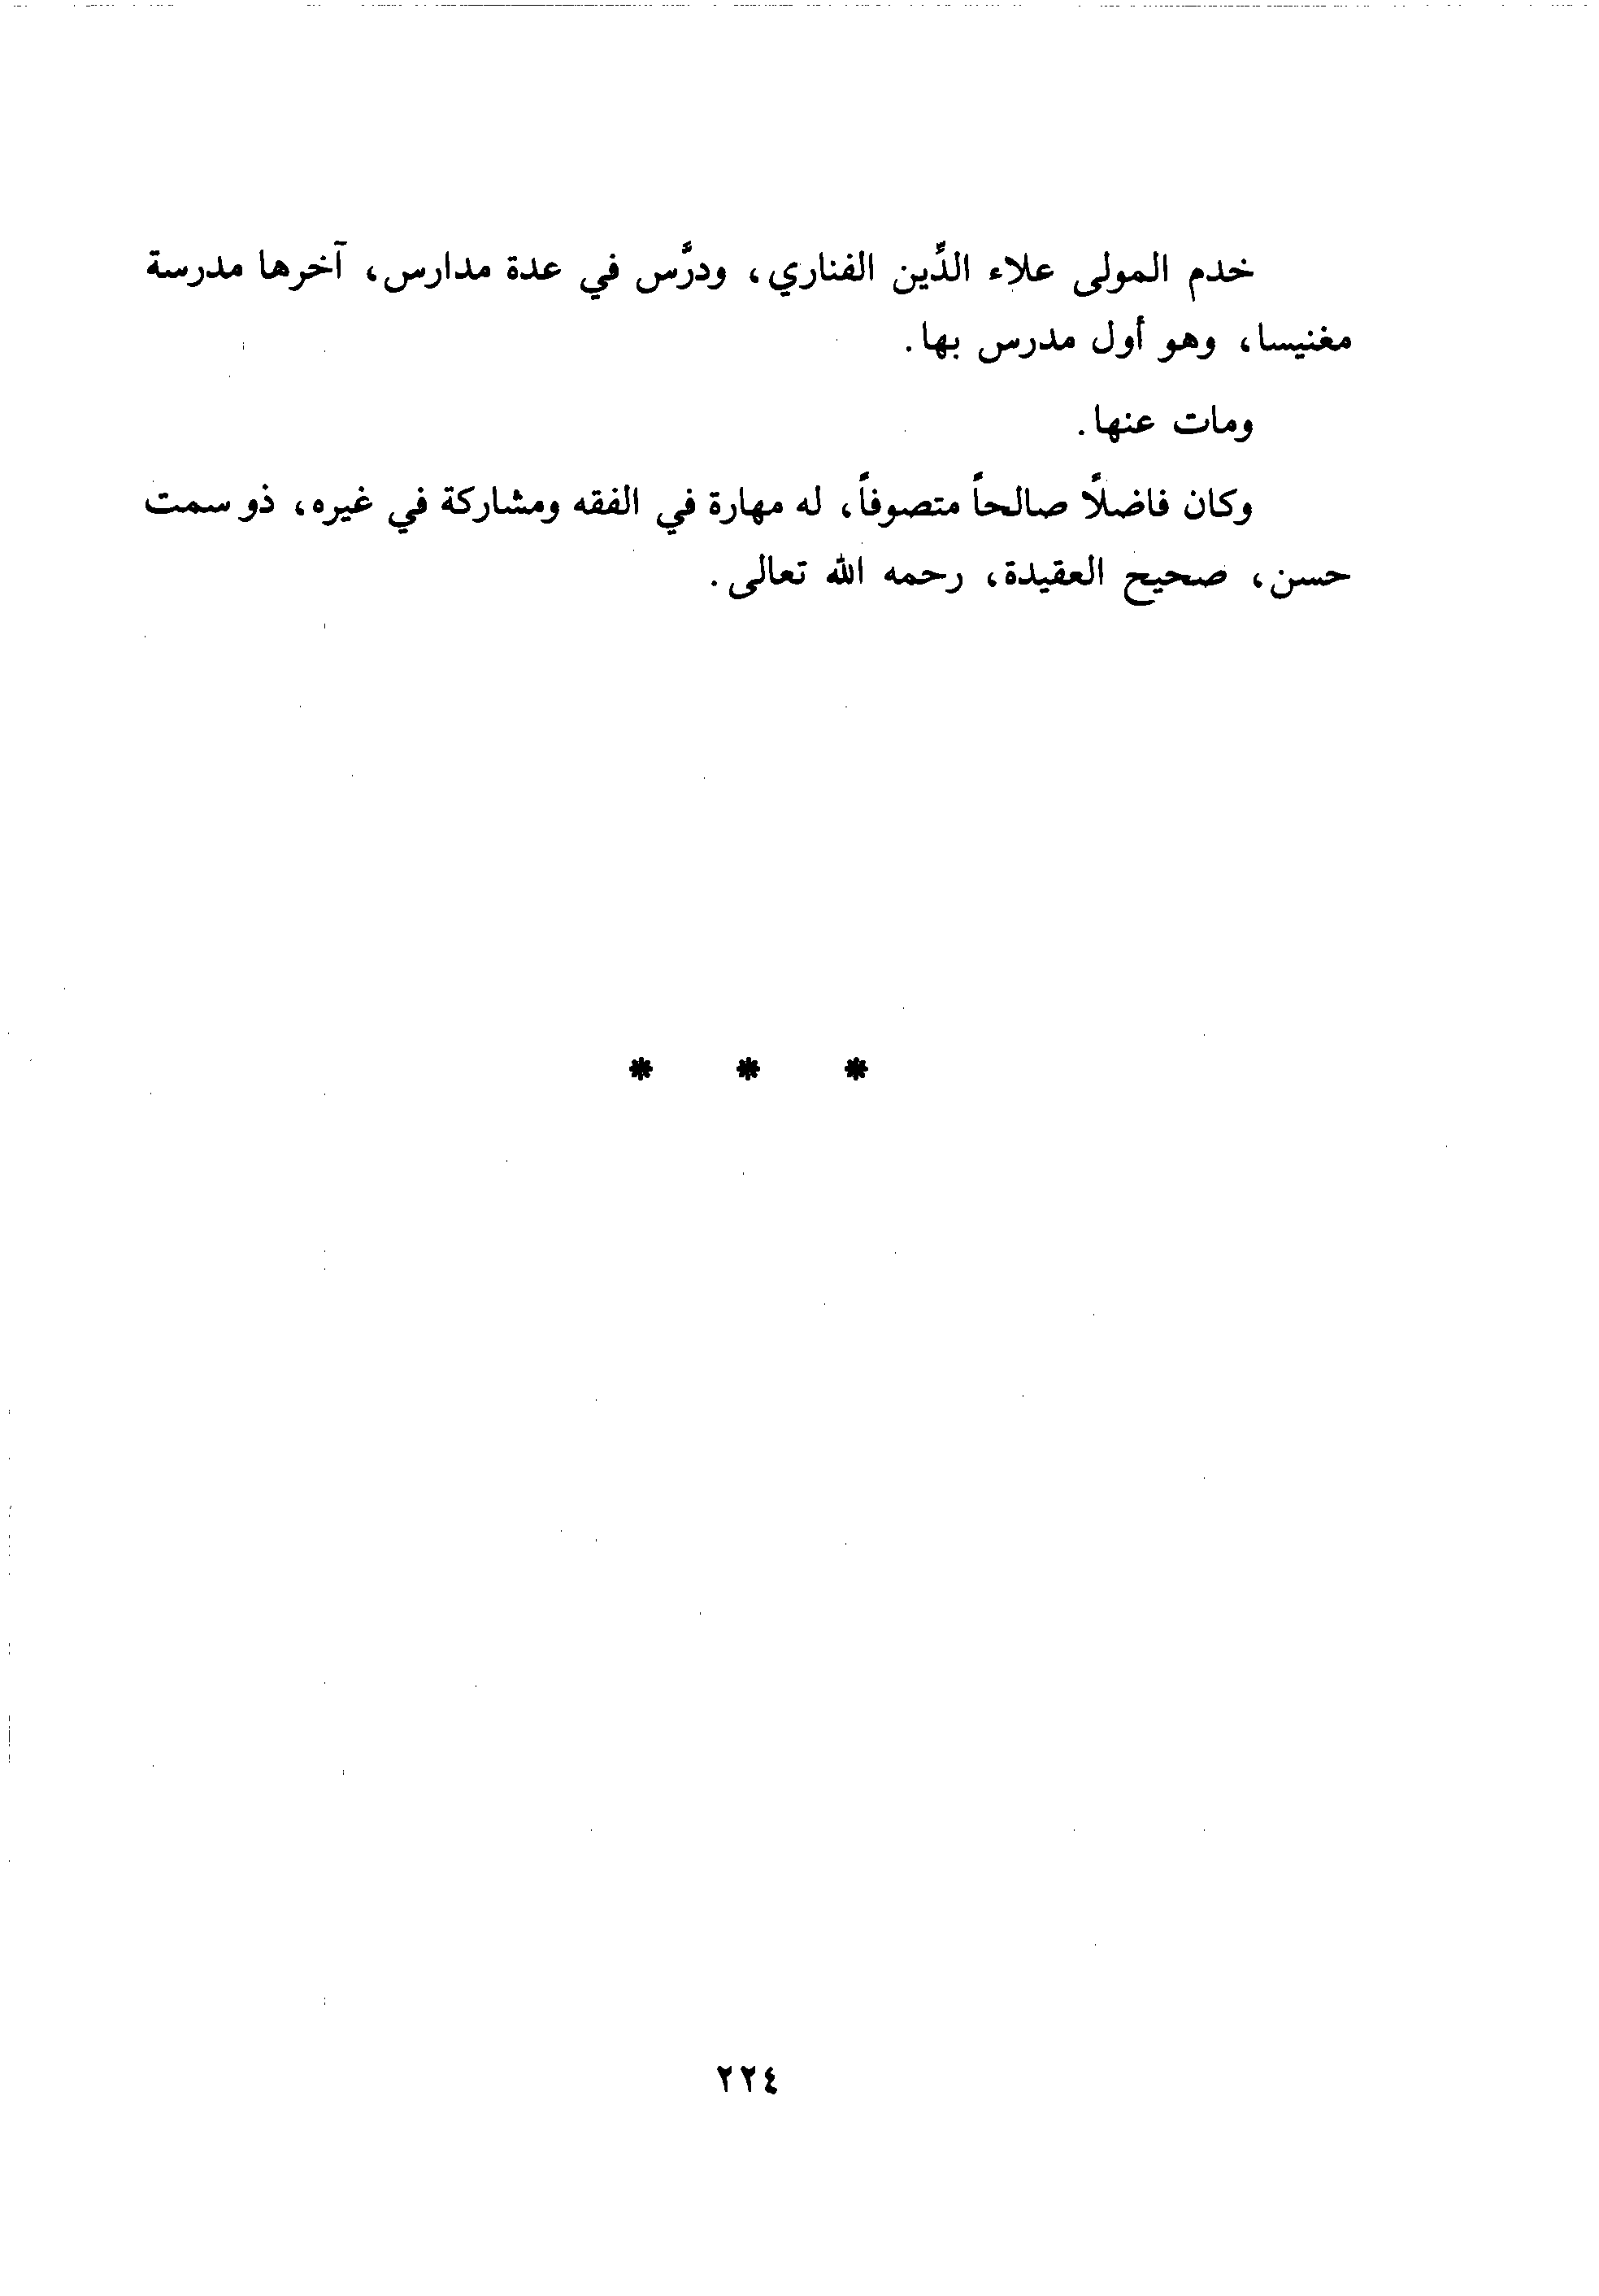 خدم المولى علاء الدِّين الفناري، ودرَّس في عدة مدارس، آخرها مدرسة
مغنيسا، وهو أول مدرس بها.
ومات عنها.
وكان فاضلًا صالحاً متصوفاً، له مهارة في الفقه ومشاركة في غيره، ذو سمت
حسن، صحيح العقيدة، رحمه الله تعالى.
* * *
٢٢٤